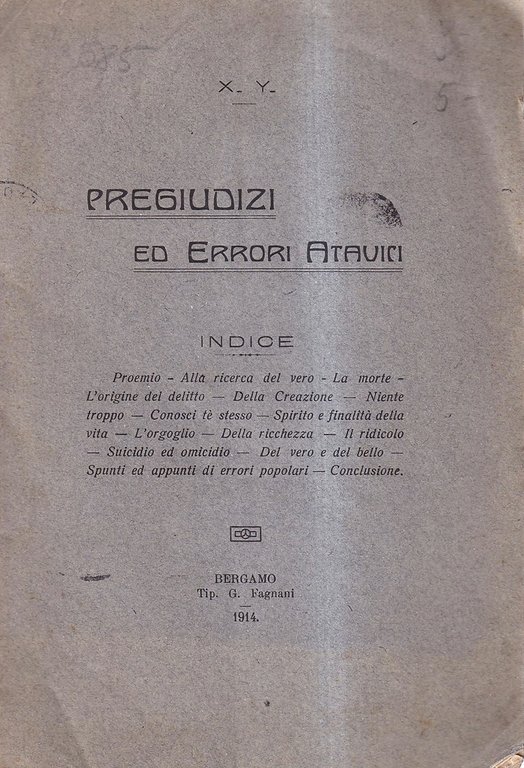 585
5-
X. Y.
PREGIUDIZI
ED ERRORI ATAVICI
INDICE
Proemio - Alla ricerca del vero - La morte -
L'origine del delitto — Della Creazione — Niente
troppo — Conosci tè stesso — Spirito e finalità della
vita — L'orgoglio — Della ricchezza — Il ridicolo
— Suicidio ed omicidio — Del vero e del bello —
Spunti ed appunti di errori popolari — Conclusione.
BERGAMO
Tip. G. Fagnani
1914.